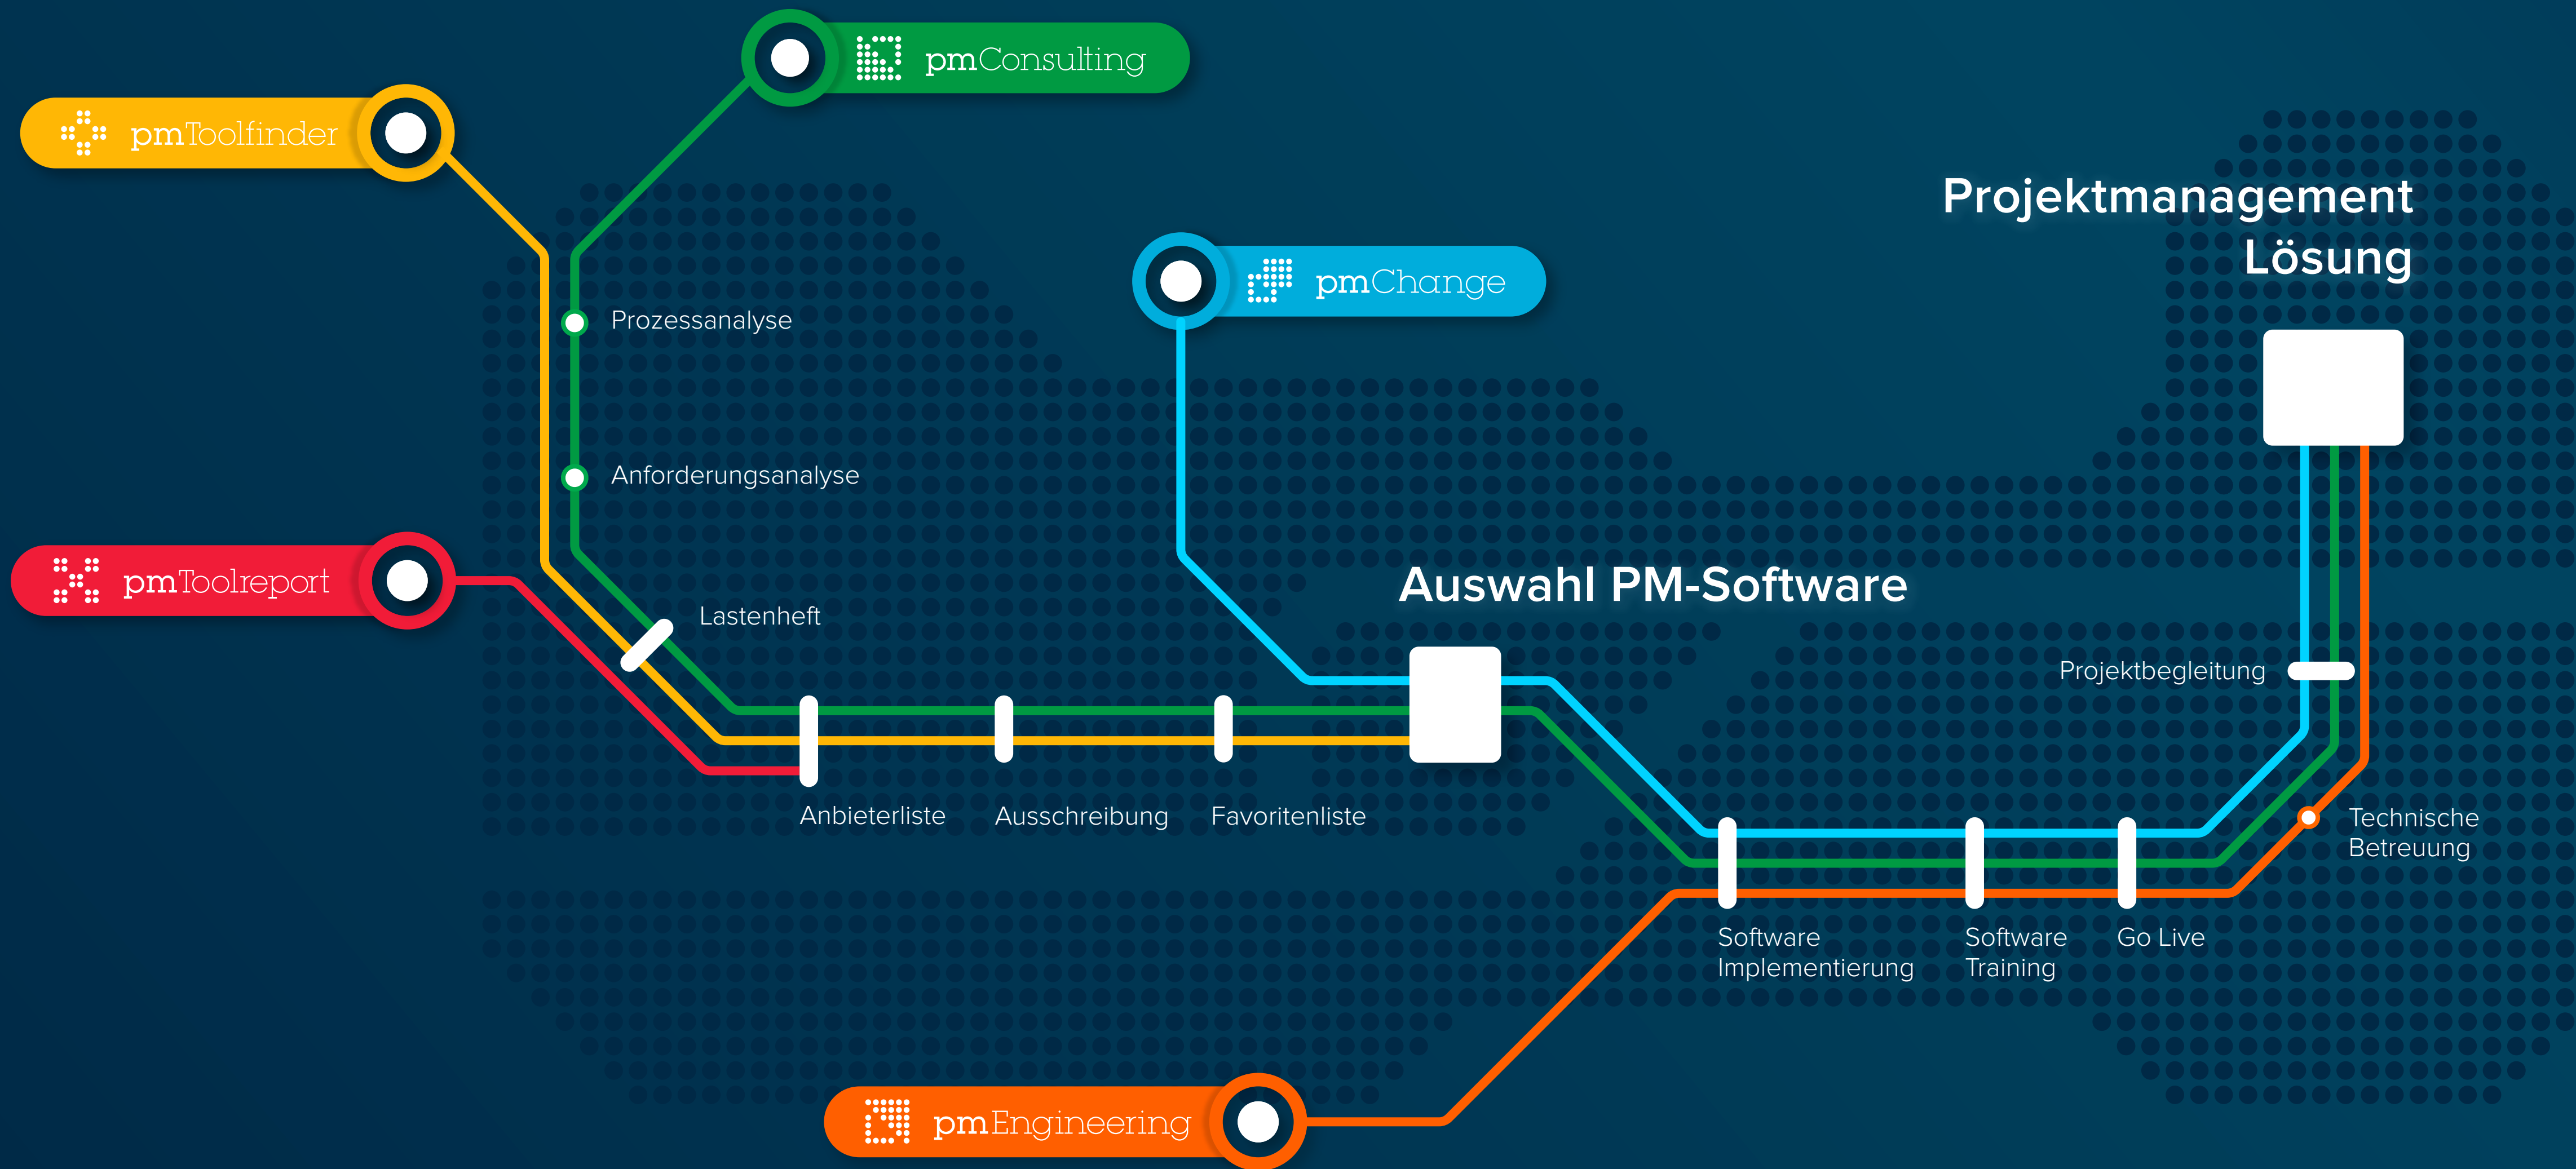 pmConsulting
pmToolfinder
Projektmanagement
Lösung
pmChange
Prozessanalyse
Anforderungsanalyse
pmToolreport
Auswahl PM-Software
Lastenheft
Projektbegleitung
Anbieterliste
Ausschreibung
Favoritenliste
Technische
Betreuung
Software
Implementierung
Software
Training
Go Live
pmEngineering